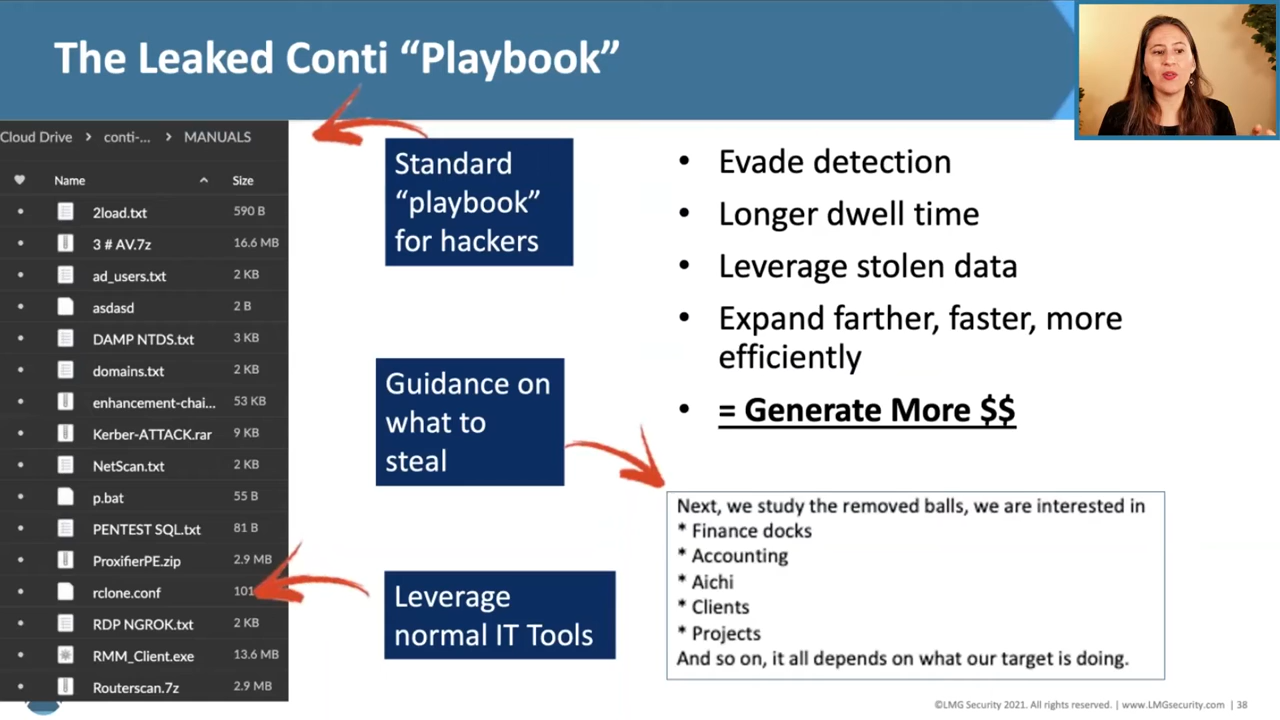 The Leaked Conti “Playbook”
Cloud Drive > conti-... > MANUALS
Name Size
2load.txt 590 B
3 # AV.7z 16.6 MB
ad_users.txt 2 KB
asdasd 2 B
DAMP NTDS.txt 3 KB
domains.txt 2 KB
enhancement-chai... 53 KB
Kerber-ATTACK.rar 9 KB
NetScan.txt 2 KB
p.bat 55 B
PENTEST SQL.txt 81 B
ProxifierPE.zip 2.9 MB
rclone.conf 101
RDP NGROK.txt 2 KB
RMM_Client.exe 13.6 MB
Routerscan.7z 2.9 MB
Standard
“playbook”
for hackers
Guidance on
what to
steal
Leverage
normal IT Tools
• Evade detection
• Longer dwell time
• Leverage stolen data
• Expand farther, faster, more
efficiently
• = Generate More $$
Next, we study the removed balls, we are interested in
* Finance docks
* Accounting
* Aichi
* Clients
* Projects
And so on, it all depends on what our target is doing.
©LMG Security 2021. All rights reserved. | www.LMGsecurity.com | 38